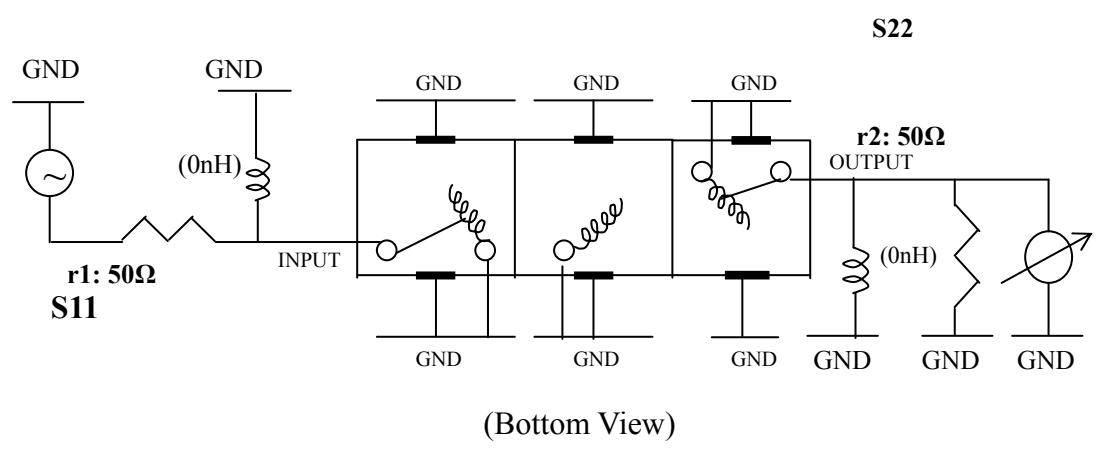 S22
GND
GND
GND
GND
GND
(0nH)
r2: 50Ω
OUTPUT
r1: 50Ω
INPUT
(0nH)
S11
GND
GND
GND
GND
GND
GND
(Bottom View)